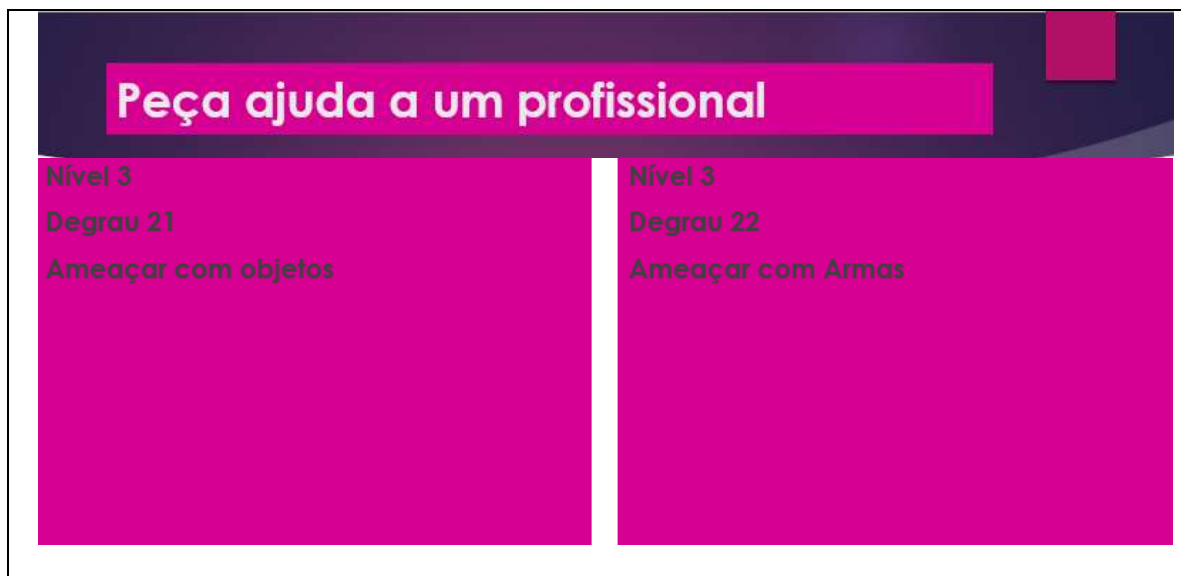 Peça ajuda a um profissional
Nível 3
Degrau 21
Ameaçar com objetos
Nível 3
Degrau 22
Ameaçar com Armas